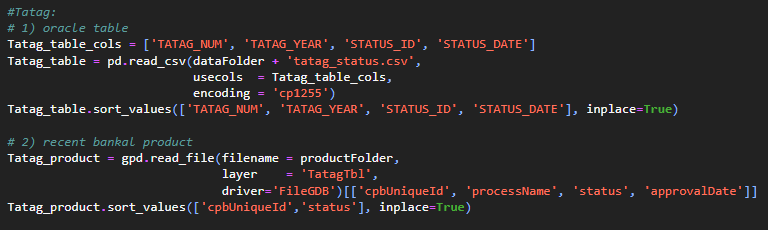 #Tatag:
# 1) oracle table
Tatag_table_cols = ['TATAG_NUM', 'TATAG_YEAR', 'STATUS_ID', 'STATUS_DATE']
Tatag_table = pd.read_csv(dataFolder + 'tatag_status.csv',
                          usecols  = Tatag_table_cols,
                          encoding = 'cp1255')
Tatag_table.sort_values(['TATAG_NUM', 'TATAG_YEAR', 'STATUS_ID', 'STATUS_DATE'], inplace=True)

# 2) recent bankal product
Tatag_product = gpd.read_file(filename = productFolder,
                              layer    = 'TatagTbl',
                              driver='FileGDB')[['cpbUniqueId', 'processName', 'status', 'approvalDate']]
Tatag_product.sort_values(['cpbUniqueId','status'], inplace=True)